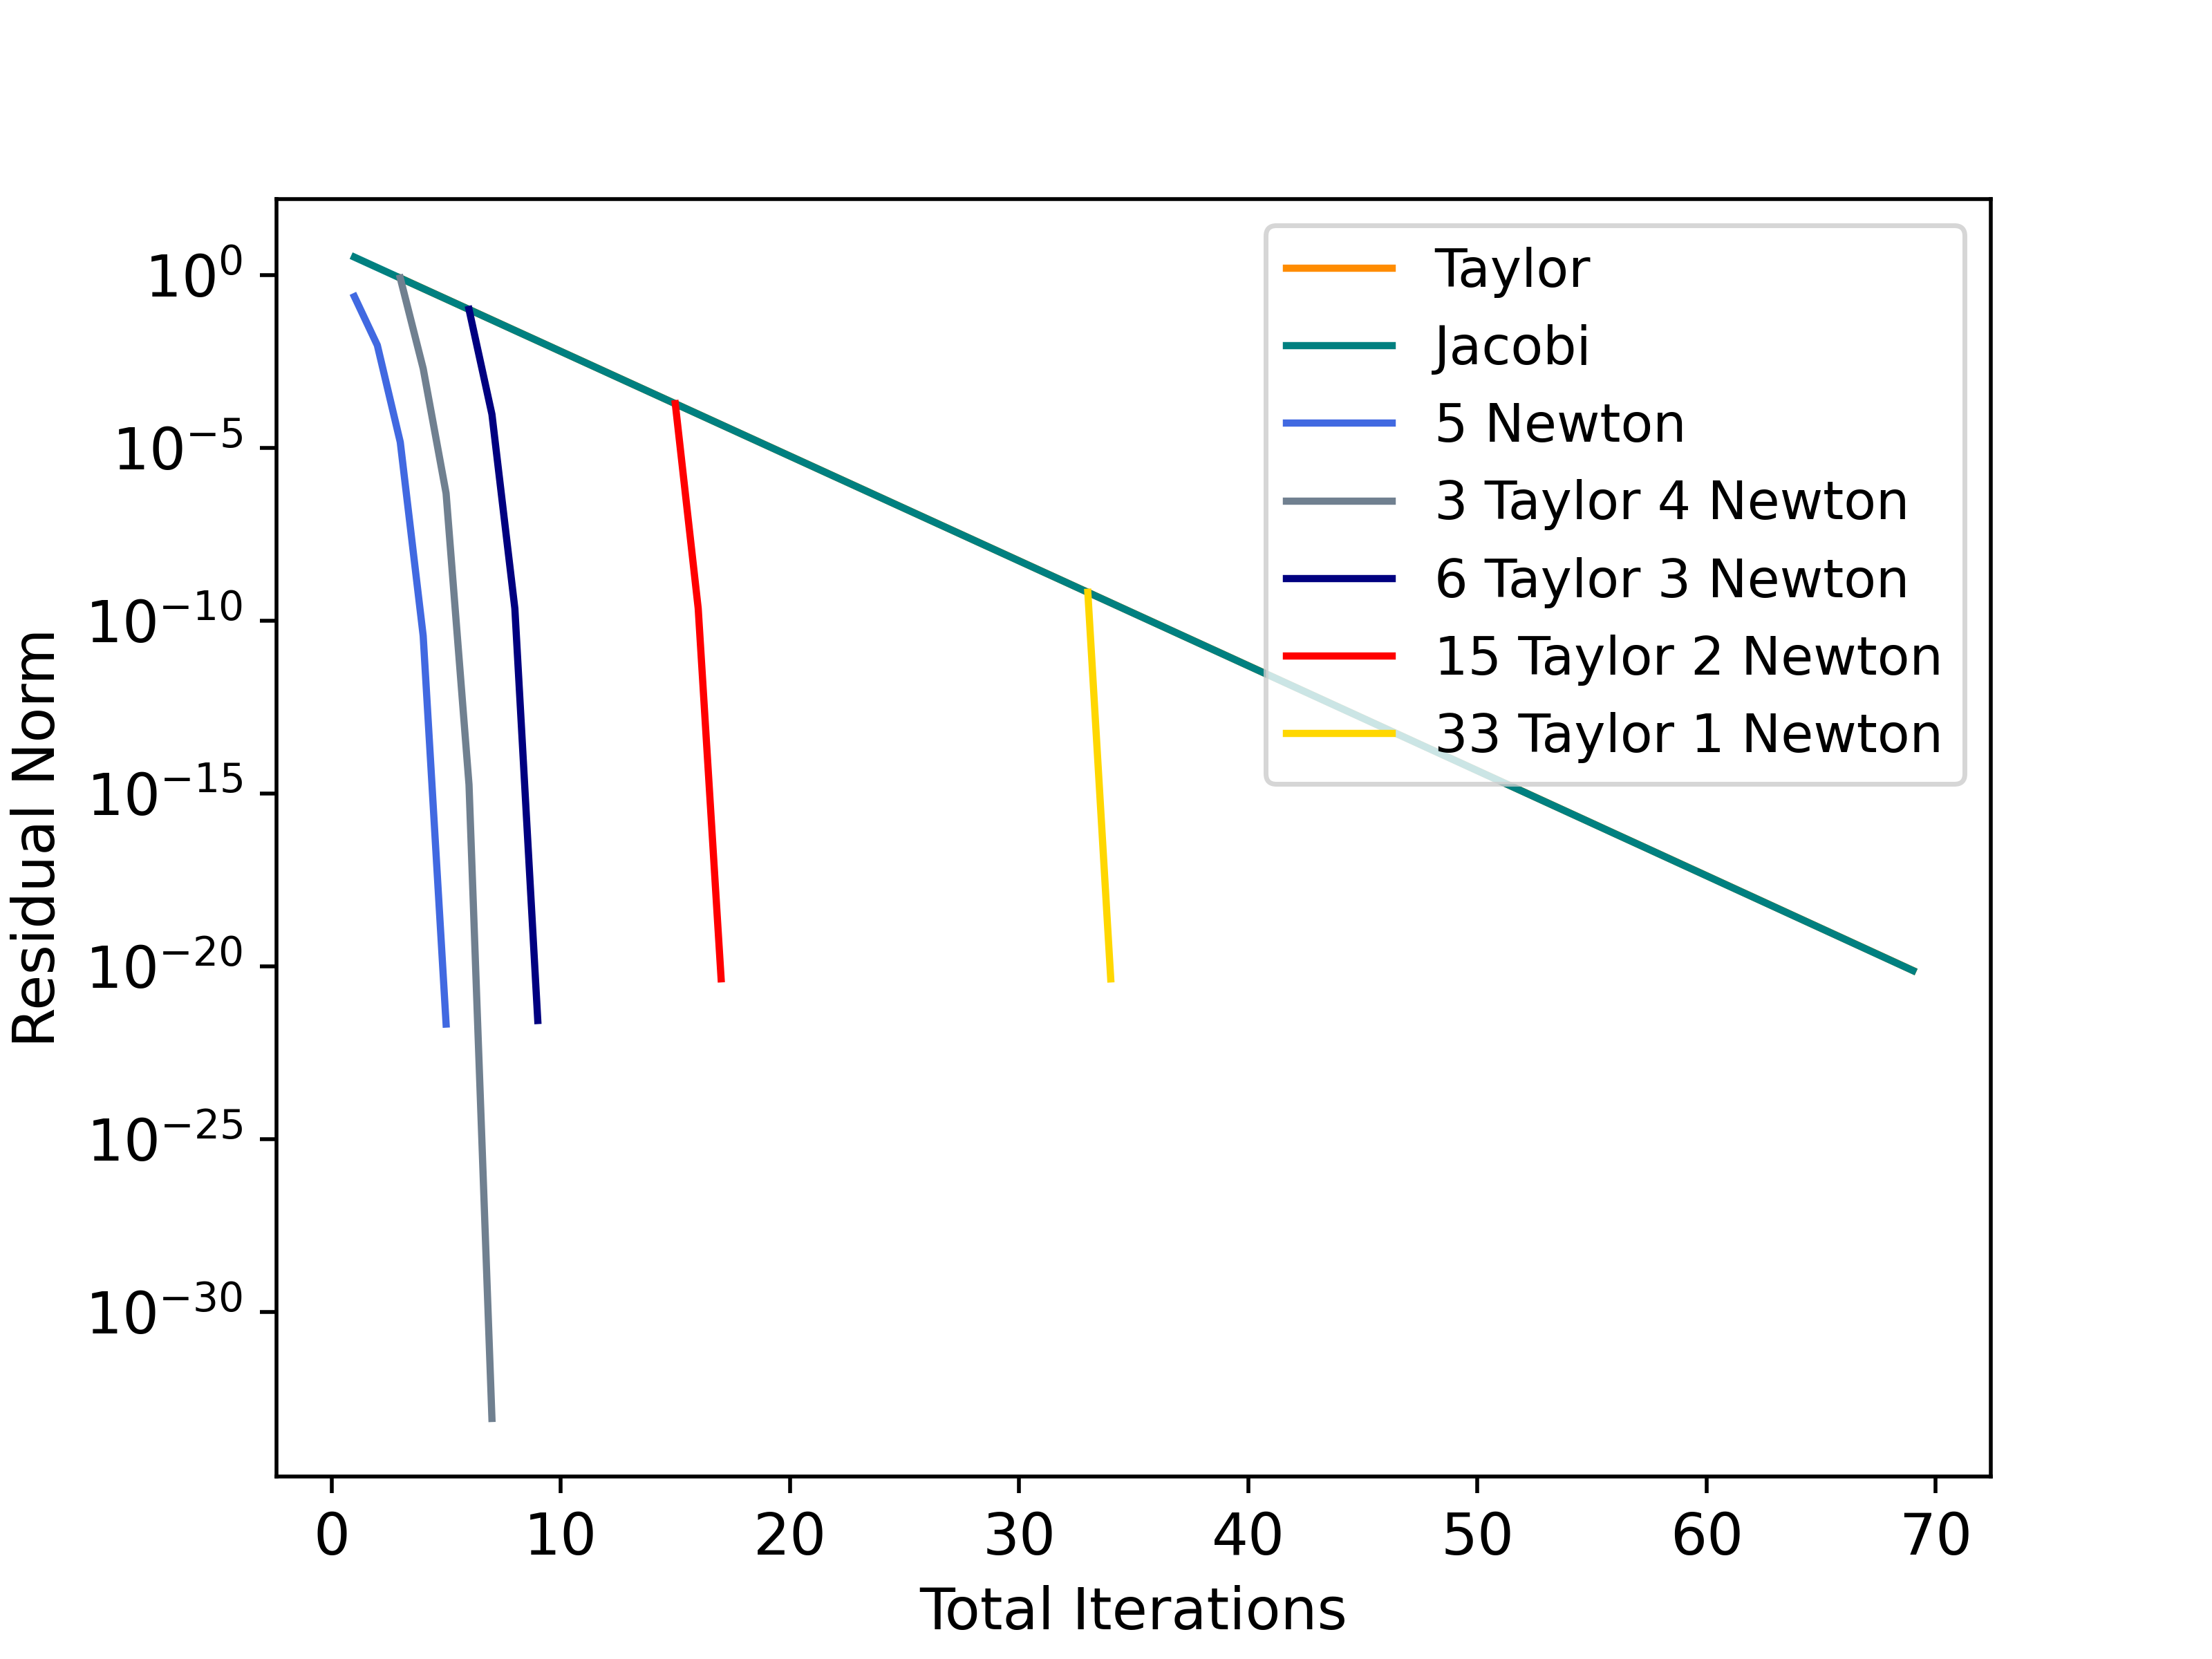 10⁰
10⁻⁵
10⁻¹⁰
10⁻¹⁵
10⁻²⁰
10⁻²⁵
10⁻³⁰
Residual Norm
Taylor
Jacobi
5 Newton
3 Taylor 4 Newton
6 Taylor 3 Newton
15 Taylor 2 Newton
33 Taylor 1 Newton
0 10 20 30 40 50 60 70
Total Iterations